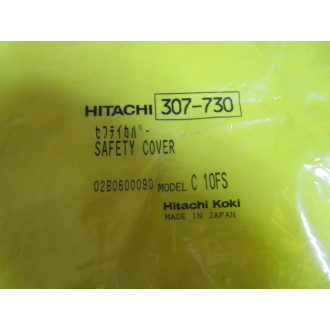 HITACHI 307-730
ｾﾌﾃｲｶﾊﾞｰ
SAFETY COVER
02B0600090 MODEL C 10FS
Hitachi Koki
MADE IN JAPAN